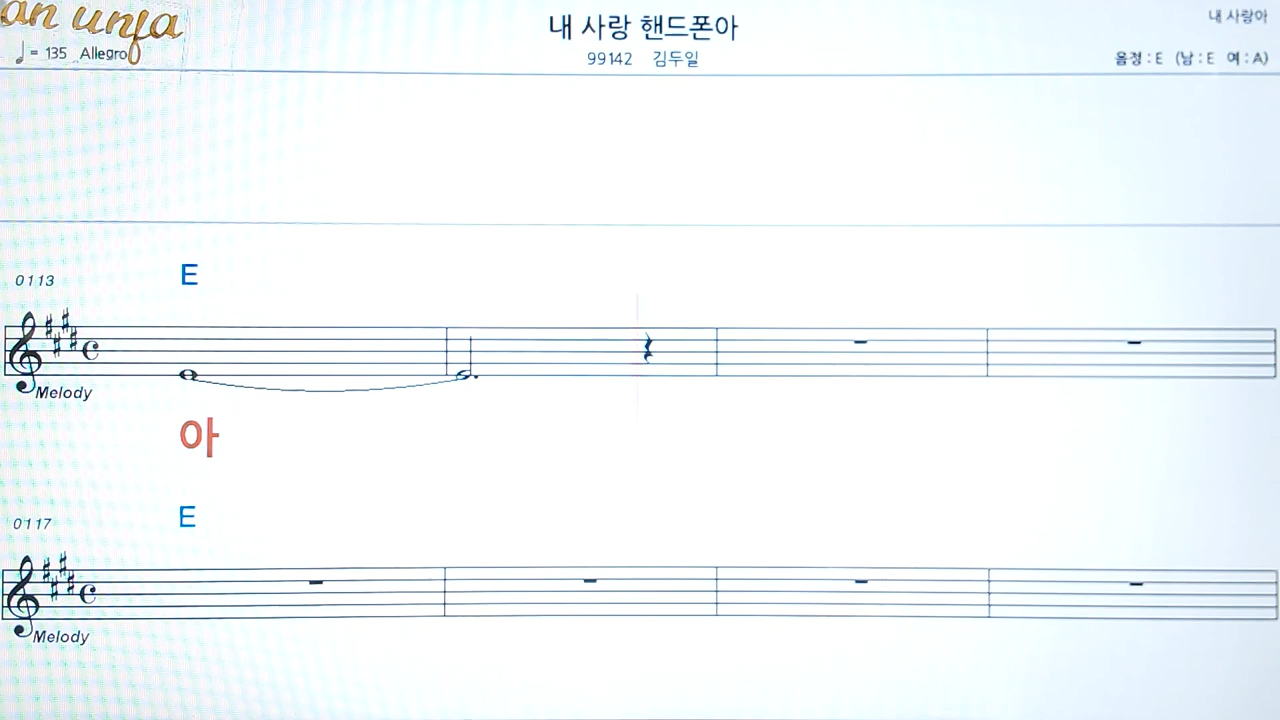 an unfa
내 사랑 핸드폰아
내 사랑아
♩= 135 Allegro
99142 김두일
음정 : E (남 : E 여 : A)
0113
E
Melody
아
0117
E
Melody